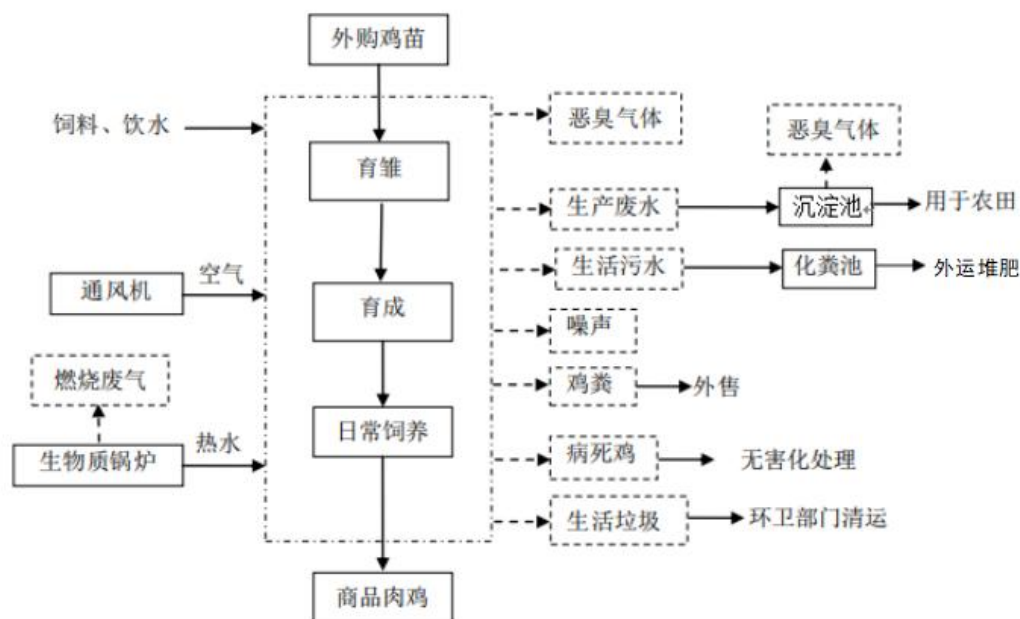 外购鸡苗
饲料、饮水
恶臭气体
恶臭气体
育雏
生产废水
沉淀池
用于农田
生活污水
化粪池
外运堆肥
通风机
空气
育成
噪声
燃烧废气
鸡粪
外售
日常饲养
生物质锅炉
热水
病死鸡
无害化处理
生活垃圾
环卫部门清运
商品肉鸡